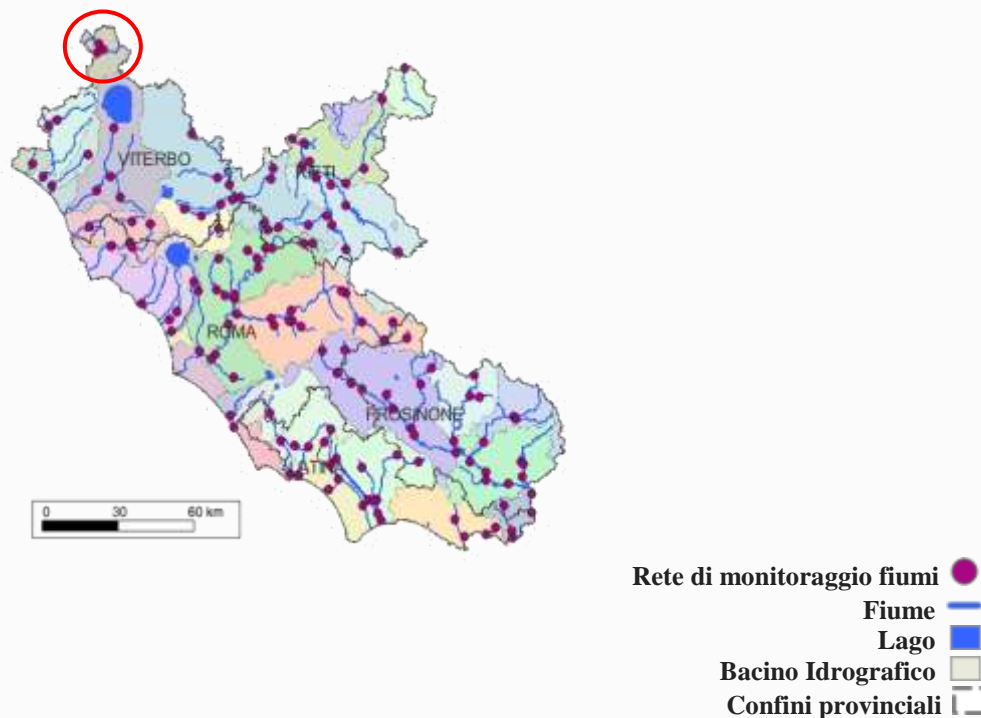 VITERBO
RIETI
ROMA
FROSINONE
LATINA
0 30 60 km
Rete di monitoraggio fiumi
Fiume
Lago
Bacino Idrografico
Confini provinciali